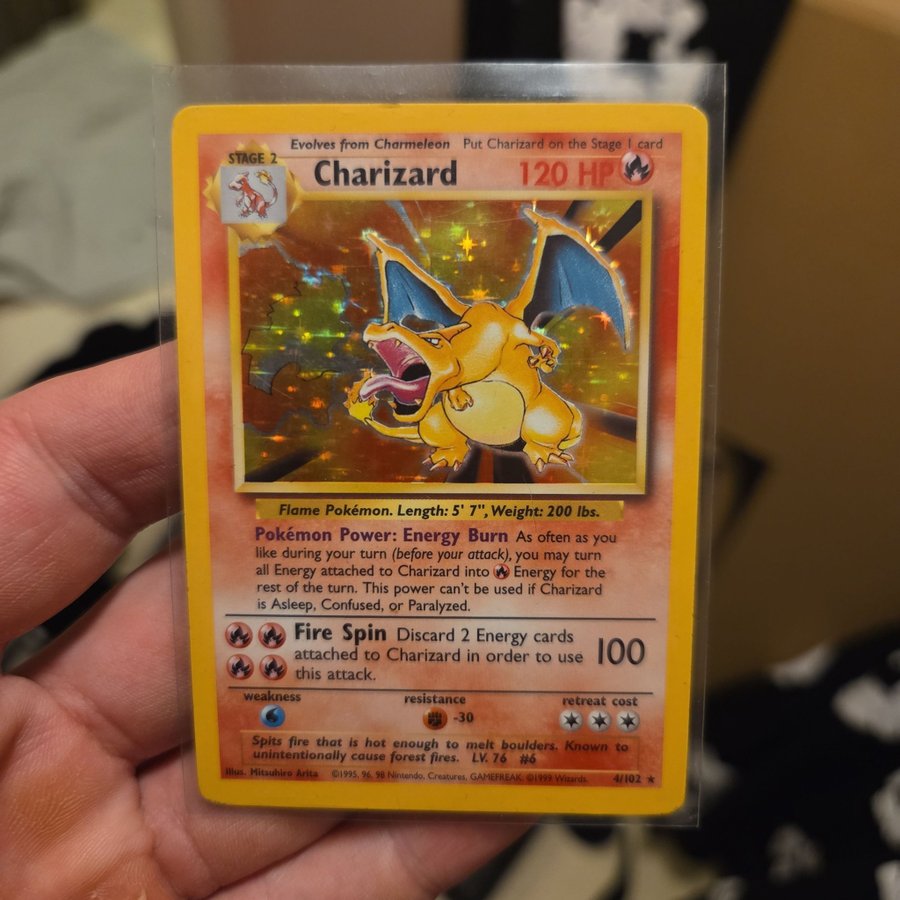 Evolves from Charmeleon Put Charizard on the Stage 1 card
STAGE 2
Charizard 120 HP
Flame Pokémon. Length: 5' 7", Weight: 200 lbs.
Pokémon Power: Energy Burn As often as you
like during your turn (before your attack), you may turn
all Energy attached to Charizard into Energy for the
rest of the turn. This power can't be used if Charizard
is Asleep, Confused, or Paralyzed.
Fire Spin Discard 2 Energy cards
attached to Charizard in order to use
this attack.
100
weakness resistance retreat cost
-30
Spits fire that is hot enough to melt boulders. Known to
unintentionally cause forest fires. LV. 76 #6
Illus. Mitsuhiro Arita ©1995, 96, 98 Nintendo, Creatures, GAMEFREAK. ©1999 Wizards. 4/102 ★